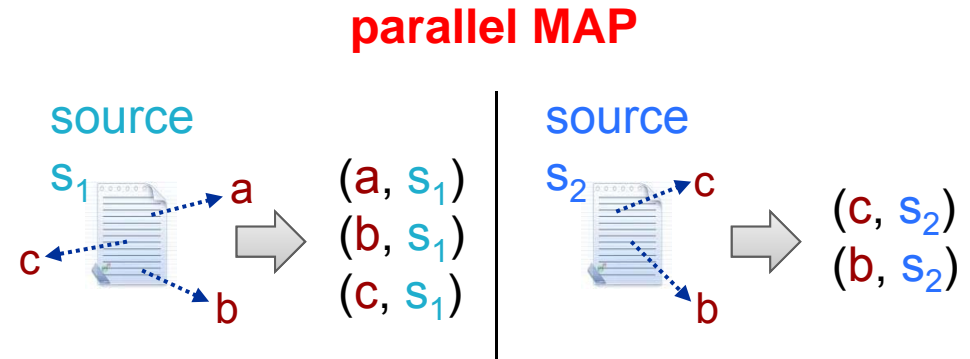 parallel MAP
source
s₁
a
c
b
(a, s₁)
(b, s₁)
(c, s₁)
source
s₂
c
b
(c, s₂)
(b, s₂)